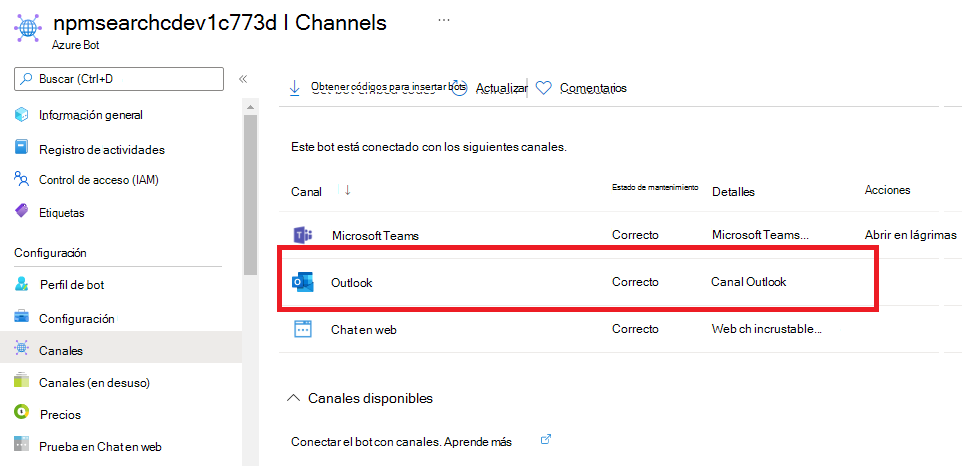 npmsearchcdev1c773d | Channels ...
Azure Bot
Buscar (Ctrl+D «
Información general
Registro de actividades
Control de acceso (IAM)
Etiquetas
Configuración
Perfil de bot
Configuración
Canales
Canales (en desuso)
Precios
Prueba en Chat en web
Obtener códigos para insertar bots Actualizar Comentarios
Este bot está conectado con los siguientes canales.
Canal ↓ Estado de mantenimiento Detalles Acciones
Microsoft Teams Correcto Microsoft Teams... Abrir en lágrimas
Outlook Correcto Canal Outlook
Chat en web Correcto Web ch incrustable...
Canales disponibles
Conectar el bot con canales. Aprende más